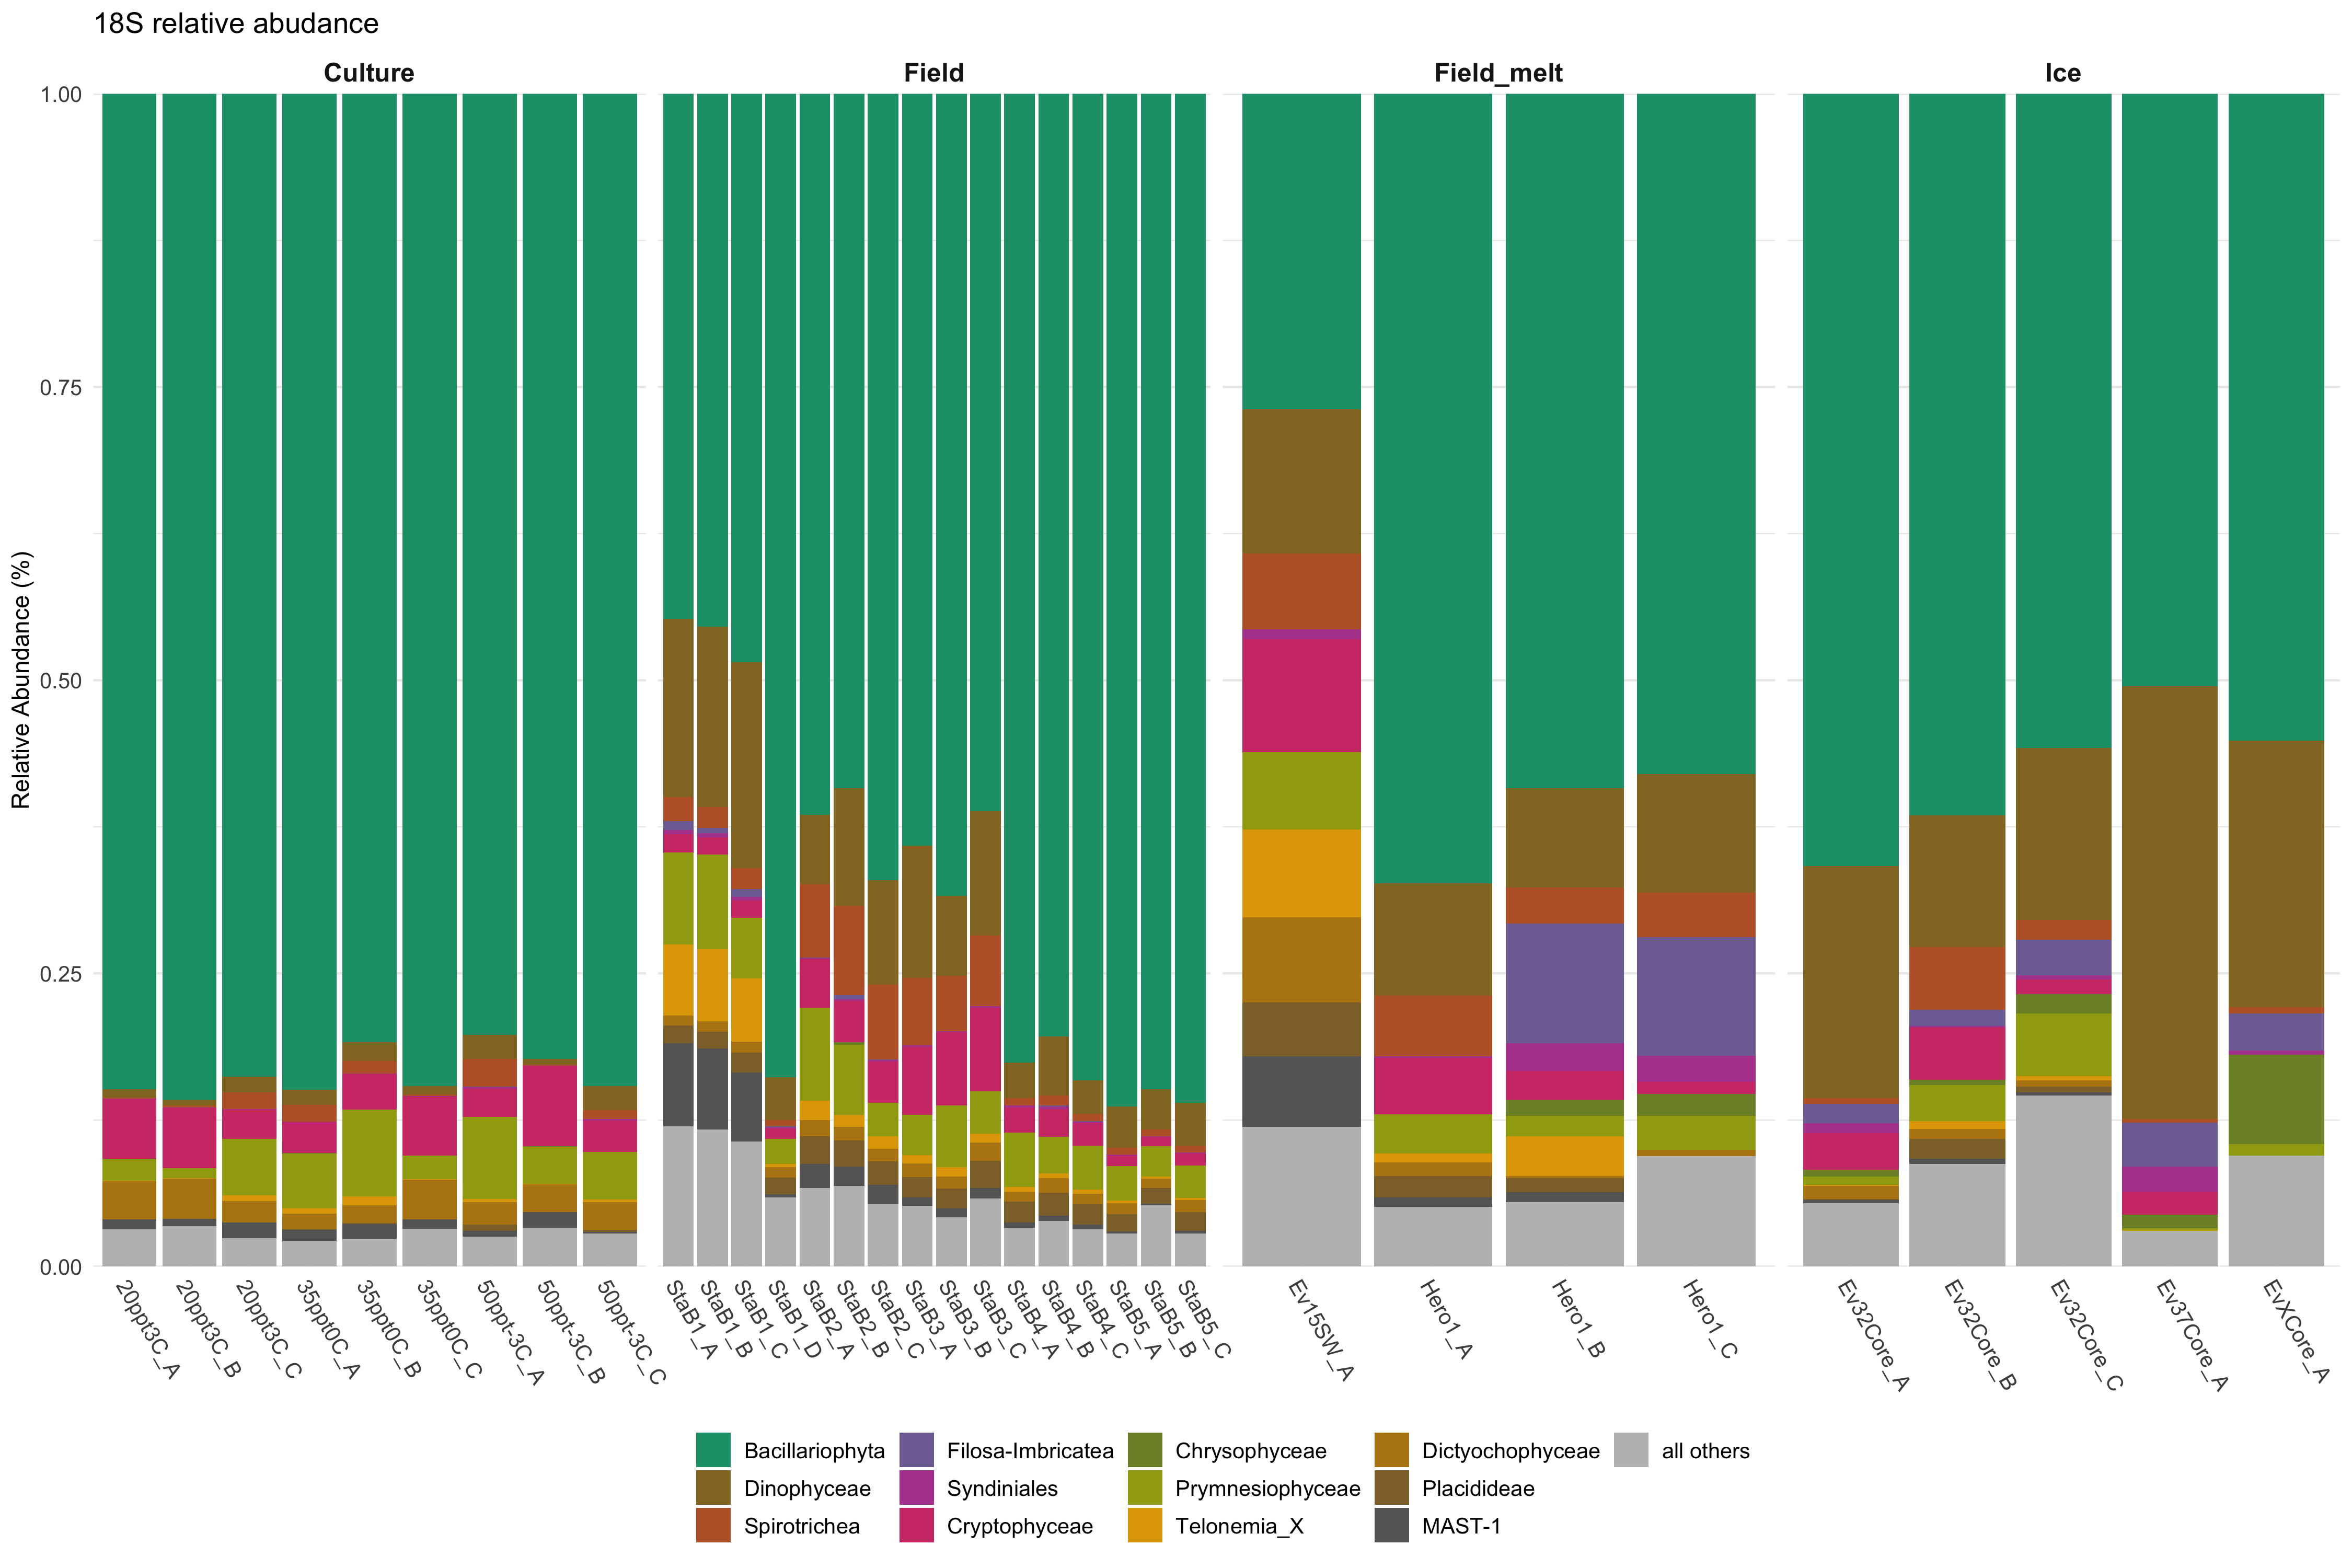 18S relative abudance
Culture Field Field_melt Ice
Relative Abundance (%)
1.00
0.75
0.50
0.25
0.00
20ppt3C_A 20ppt3C_B 20ppt3C_C 35ppt0C_A 35ppt0C_B 35ppt0C_C 50ppt-3C_A 50ppt-3C_B 50ppt-3C_C StaB1_A StaB1_B StaB1_C StaB1_D StaB2_A StaB2_B StaB2_C StaB3_A StaB3_B StaB3_C StaB4_A StaB4_B StaB4_C StaB5_A StaB5_B StaB5_C Ev15SW_A Hero1_A Hero1_B Hero1_C Ev32Core_A Ev32Core_B Ev32Core_C Ev37Core_A EvXCore_A
Bacillariophyta Filosa-Imbricatea Chrysophyceae Dictyochophyceae all others
Dinophyceae Syndiniales Prymnesiophyceae Placidideae
Spirotrichea Cryptophyceae Telonemia_X MAST-1